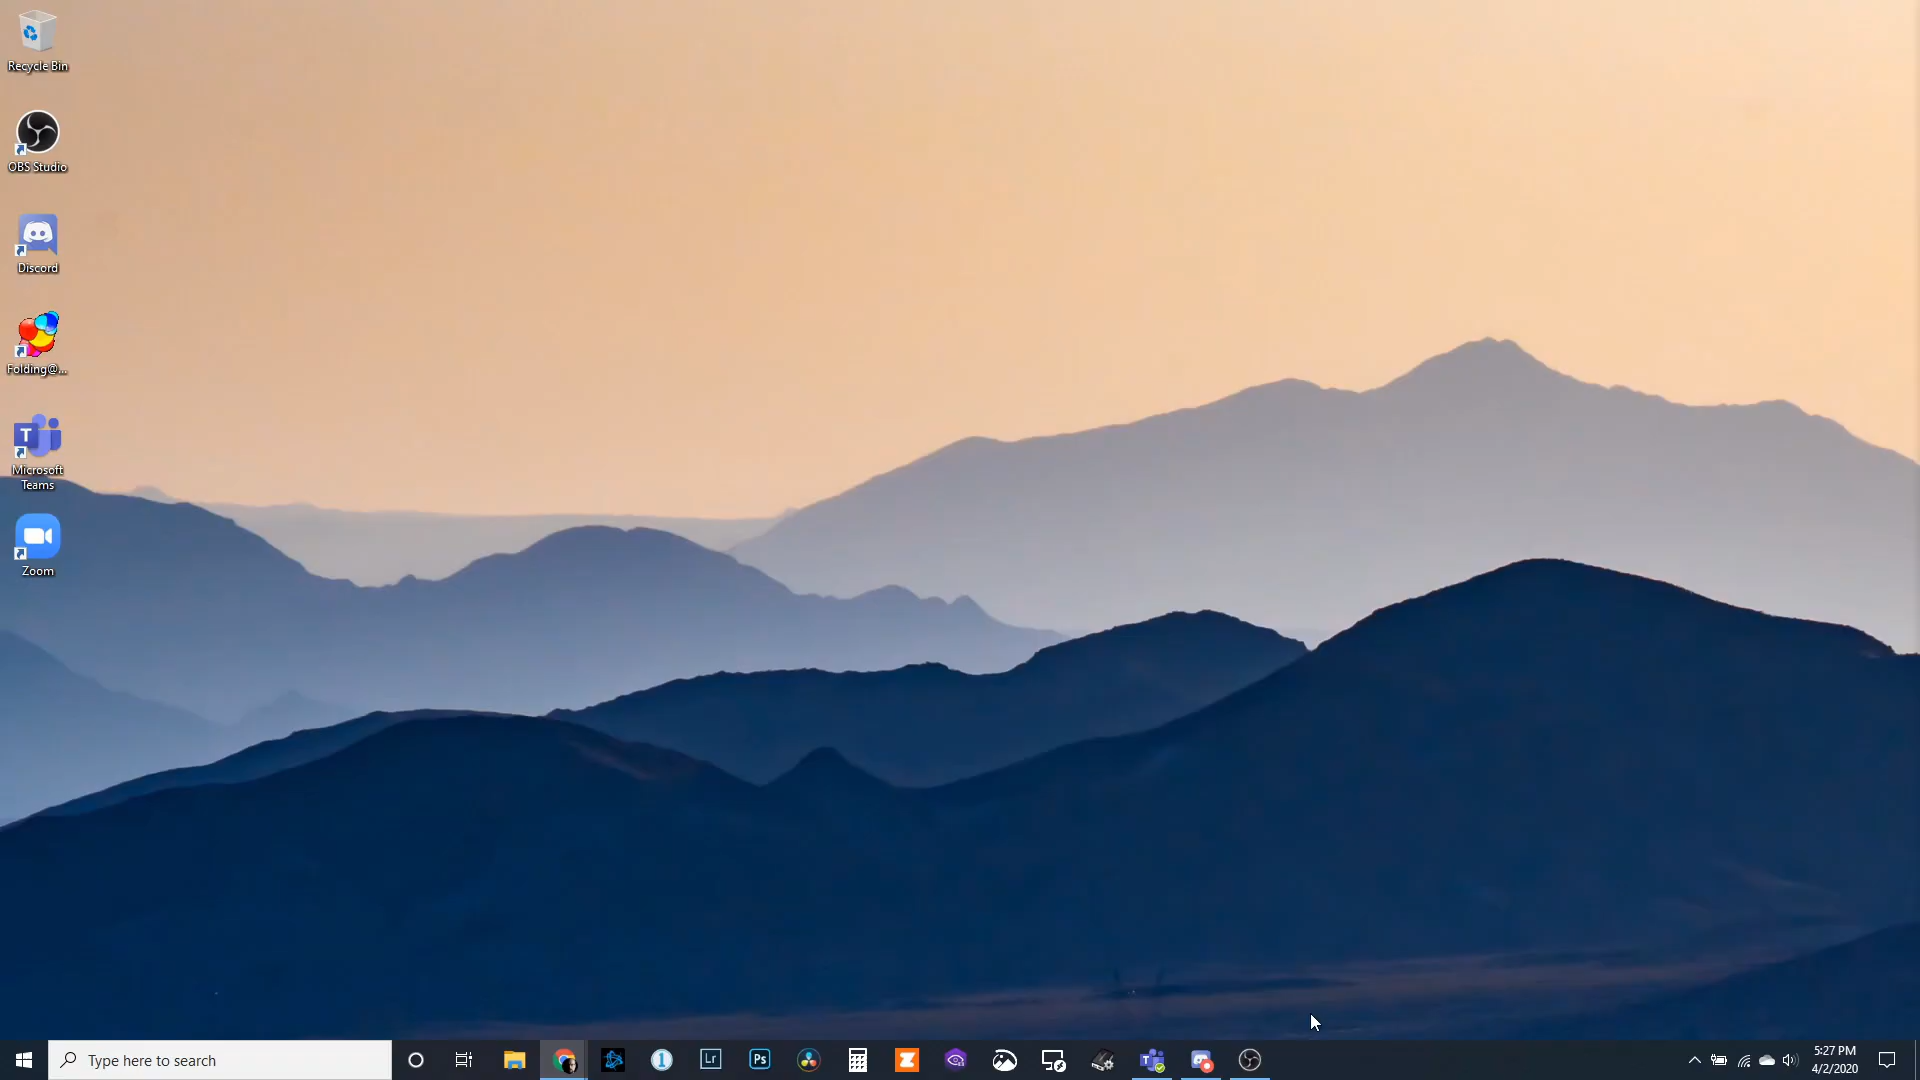 Recycle Bin
OBS Studio
Discord
Folding@...
Microsoft
Teams
Zoom
Type here to search
Lr
Ps
5:27 PM
4/2/2020